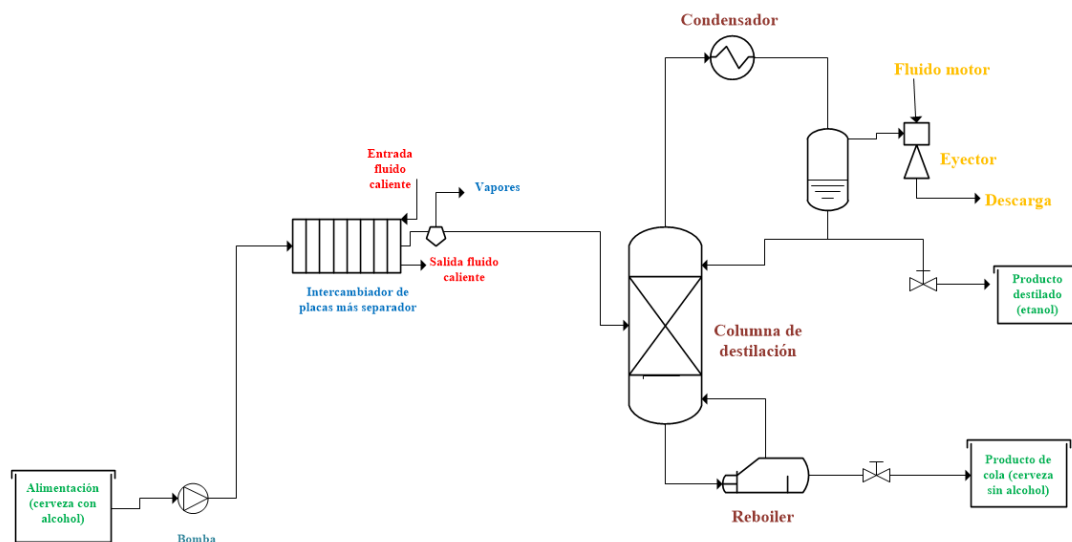 Condensador
Fluido motor
Eyector
Descarga
Entrada
fluido
caliente
Vapores
Salida fluido
caliente
Intercambiador de
placas más separador
Producto
destilado
(etanol)
Columna de
destilación
Alimentación
(cerveza con
alcohol)
Bomba
Reboiler
Producto de
cola (cerveza
sin alcohol)